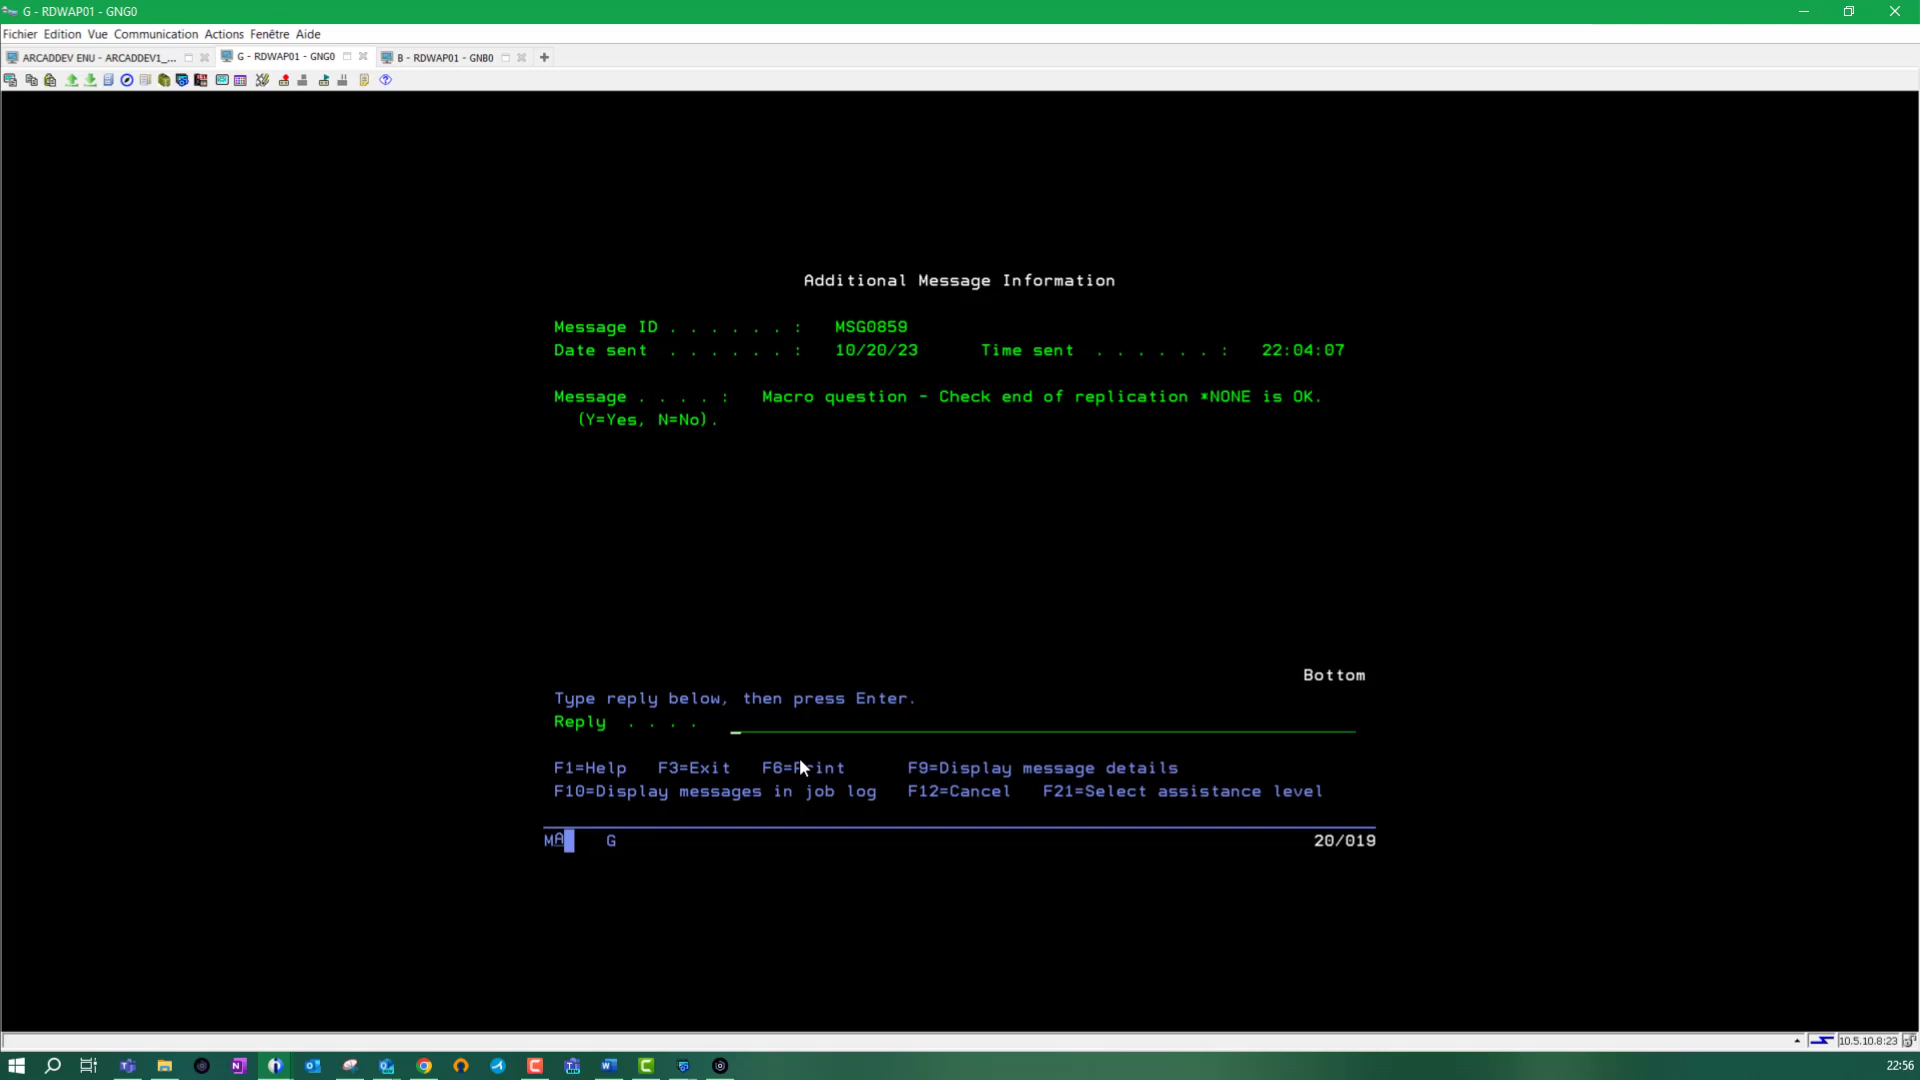 G - RDWAP01 - GNG0
Fichier Edition Vue Communication Actions Fenêtre Aide
ARCADDEV ENU - ARCADDEV1_... G - RDWAP01 - GNG0 B - RDWAP01 - GNB0
Additional Message Information
Message ID . . . . . . : MSG0859
Date sent . . . . . . : 10/20/23 Time sent . . . . . . : 22:04:07
Message . . . . : Macro question - Check end of replication *NONE is OK.
(Y=Yes, N=No).
Bottom
Type reply below, then press Enter.
Reply . . . .
F1=Help F3=Exit F6=Print F9=Display message details
F10=Display messages in job log F12=Cancel F21=Select assistance level
MA G 20/019
10.5.10.8:23
22:56